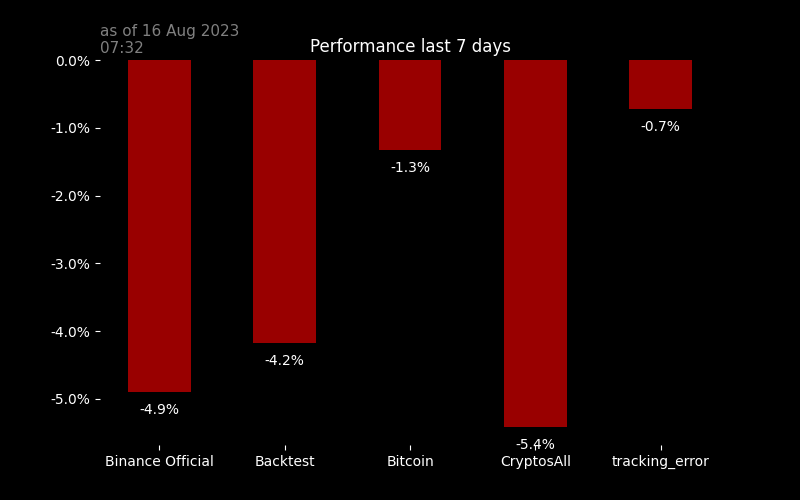 as of 16 Aug 2023
07:32
Performance last 7 days
0.0%
-1.0%
-2.0%
-3.0%
-4.0%
-5.0%
-4.9%
-4.2%
-1.3%
-5.4%
-0.7%
Binance Official
Backtest
Bitcoin
CryptosAll
tracking_error